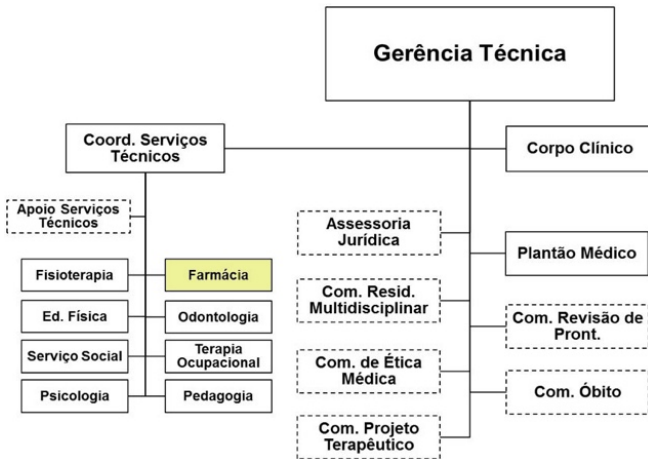 Gerência Técnica
Coord. Serviços
Técnicos
Corpo Clínico
Apoio Serviços
Técnicos
Assessoria
Jurídica
Plantão Médico
Fisioterapia
Farmácia
Com. Resid.
Multidisciplinar
Ed. Física
Odontologia
Com. Revisão de
Pront.
Serviço Social
Terapia
Ocupacional
Com. de Ética
Médica
Psicologia
Pedagogia
Com. Óbito
Com. Projeto
Terapêutico